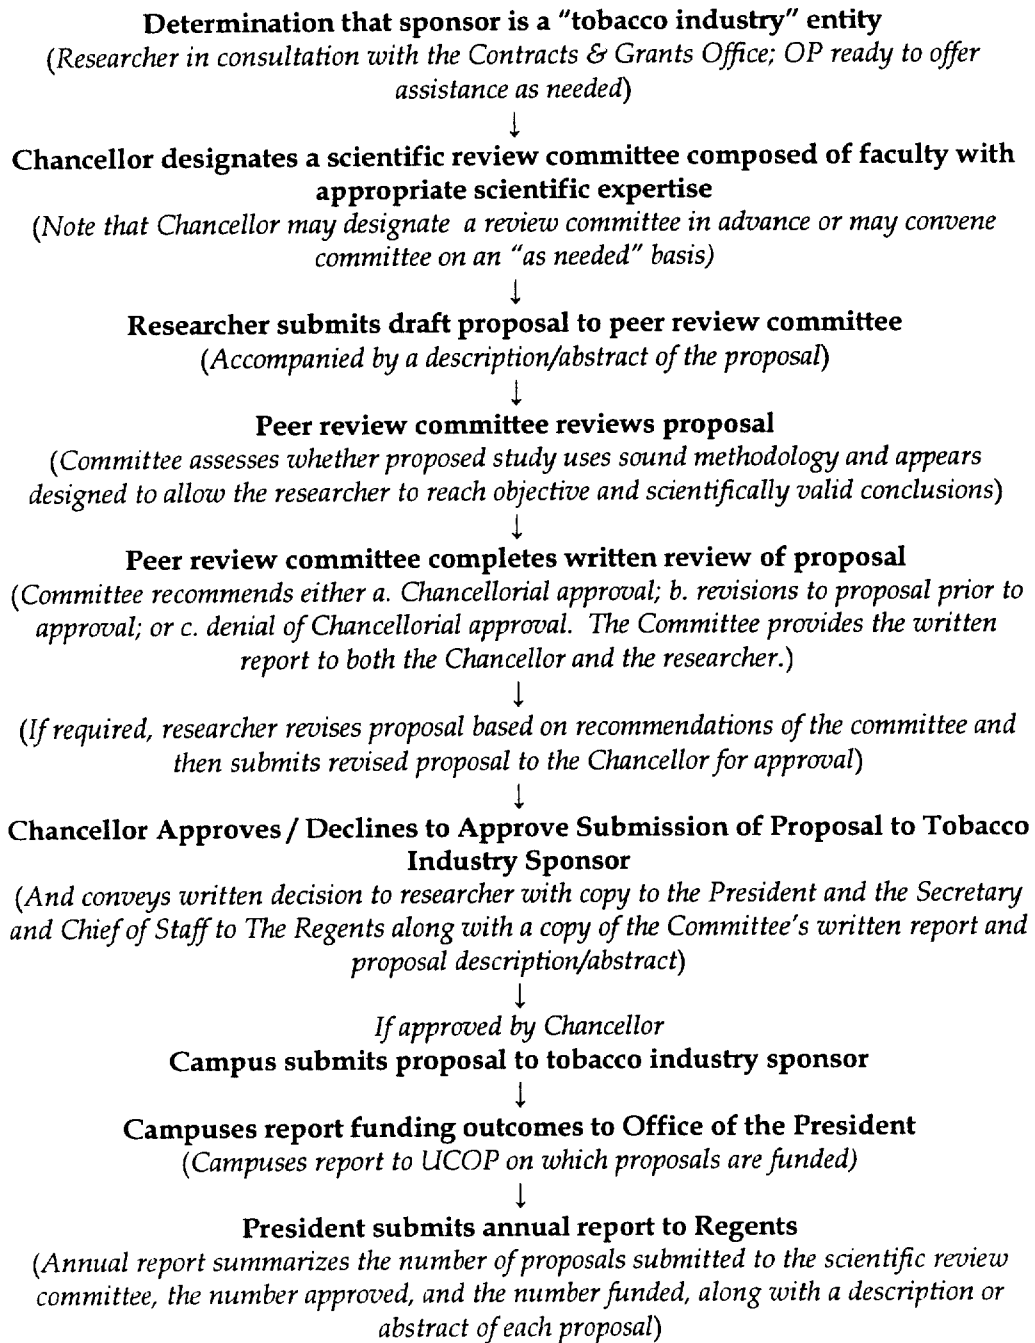 Determination that sponsor is a “tobacco industry” entity
(Researcher in consultation with the Contracts & Grants Office; OP ready to offer
assistance as needed)
↓
Chancellor designates a scientific review committee composed of faculty with
appropriate scientific expertise
(Note that Chancellor may designate a review committee in advance or may convene
committee on an “as needed” basis)
↓
Researcher submits draft proposal to peer review committee
(Accompanied by a description/abstract of the proposal)
↓
Peer review committee reviews proposal
(Committee assesses whether proposed study uses sound methodology and appears
designed to allow the researcher to reach objective and scientifically valid conclusions)
↓
Peer review committee completes written review of proposal
(Committee recommends either a. Chancellorial approval; b. revisions to proposal prior to
approval; or c. denial of Chancellorial approval. The Committee provides the written
report to both the Chancellor and the researcher.)
↓
(If required, researcher revises proposal based on recommendations of the committee and
then submits revised proposal to the Chancellor for approval)
↓
Chancellor Approves / Declines to Approve Submission of Proposal to Tobacco
Industry Sponsor
(And conveys written decision to researcher with copy to the President and the Secretary
and Chief of Staff to The Regents along with a copy of the Committee’s written report and
proposal description/abstract)
↓
If approved by Chancellor
Campus submits proposal to tobacco industry sponsor
↓
Campuses report funding outcomes to Office of the President
(Campuses report to UCOP on which proposals are funded)
↓
President submits annual report to Regents
(Annual report summarizes the number of proposals submitted to the scientific review
committee, the number approved, and the number funded, along with a description or
abstract of each proposal)